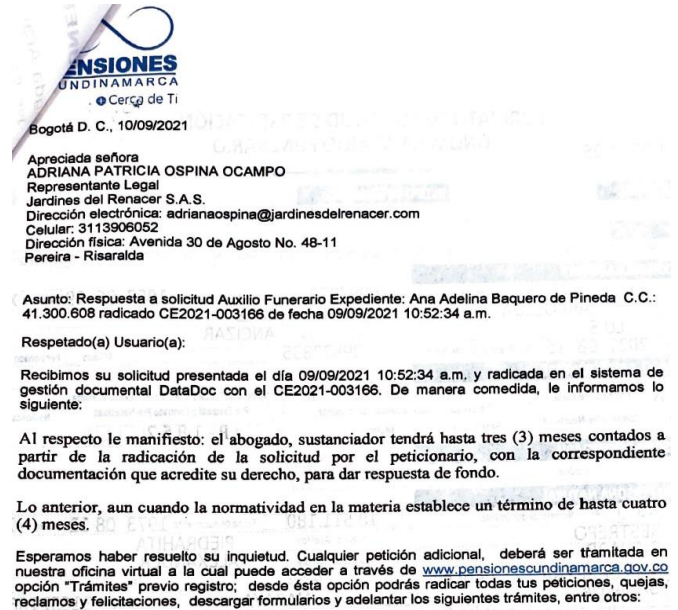 ENSIONES
UNDINAMARCA
Cerca de Ti
Bogotá D. C., 10/09/2021
Apreciada señora
ADRIANA PATRICIA OSPINA OCAMPO
Representante Legal
Jardines del Renacer S.A.S.
Dirección electrónica: adrianaospina@jardinesdelrenacer.com
Celular: 3113906052
Dirección física: Avenida 30 de Agosto No. 48-11
Pereira - Risaralda
Asunto: Respuesta a solicitud Auxilio Funerario Expediente: Ana Adelina Baquero de Pineda C.C.:
41.300.608 radicado CE2021-003166 de fecha 09/09/2021 10:52:34 a.m.
Respetado(a) Usuario(a):
Recibimos su solicitud presentada el día 09/09/2021 10:52:34 a.m. y radicada en el sistema de
gestión documental DataDoc con el CE2021-003166. De manera comedida, le informamos lo
siguiente:
Al respecto le manifiesto: el abogado, sustanciador tendrá hasta tres (3) meses contados a
partir de la radicación de la solicitud por el peticionario, con la correspondiente
documentación que acredite su derecho, para dar respuesta de fondo.
Lo anterior, aun cuando la normatividad en la materia establece un término de hasta cuatro
(4) meses.
Esperamos haber resuelto su inquietud. Cualquier petición adicional, deberá ser tramitada en
nuestra oficina virtual a la cual puede acceder a través de www.pensionescundinamarca.gov.co
opción "Trámites" previo registro; desde ésta opción podrás radicar todas tus peticiones, quejas,
reclamos y felicitaciones, descargar formularios y adelantar los siguientes trámites, entre otros: